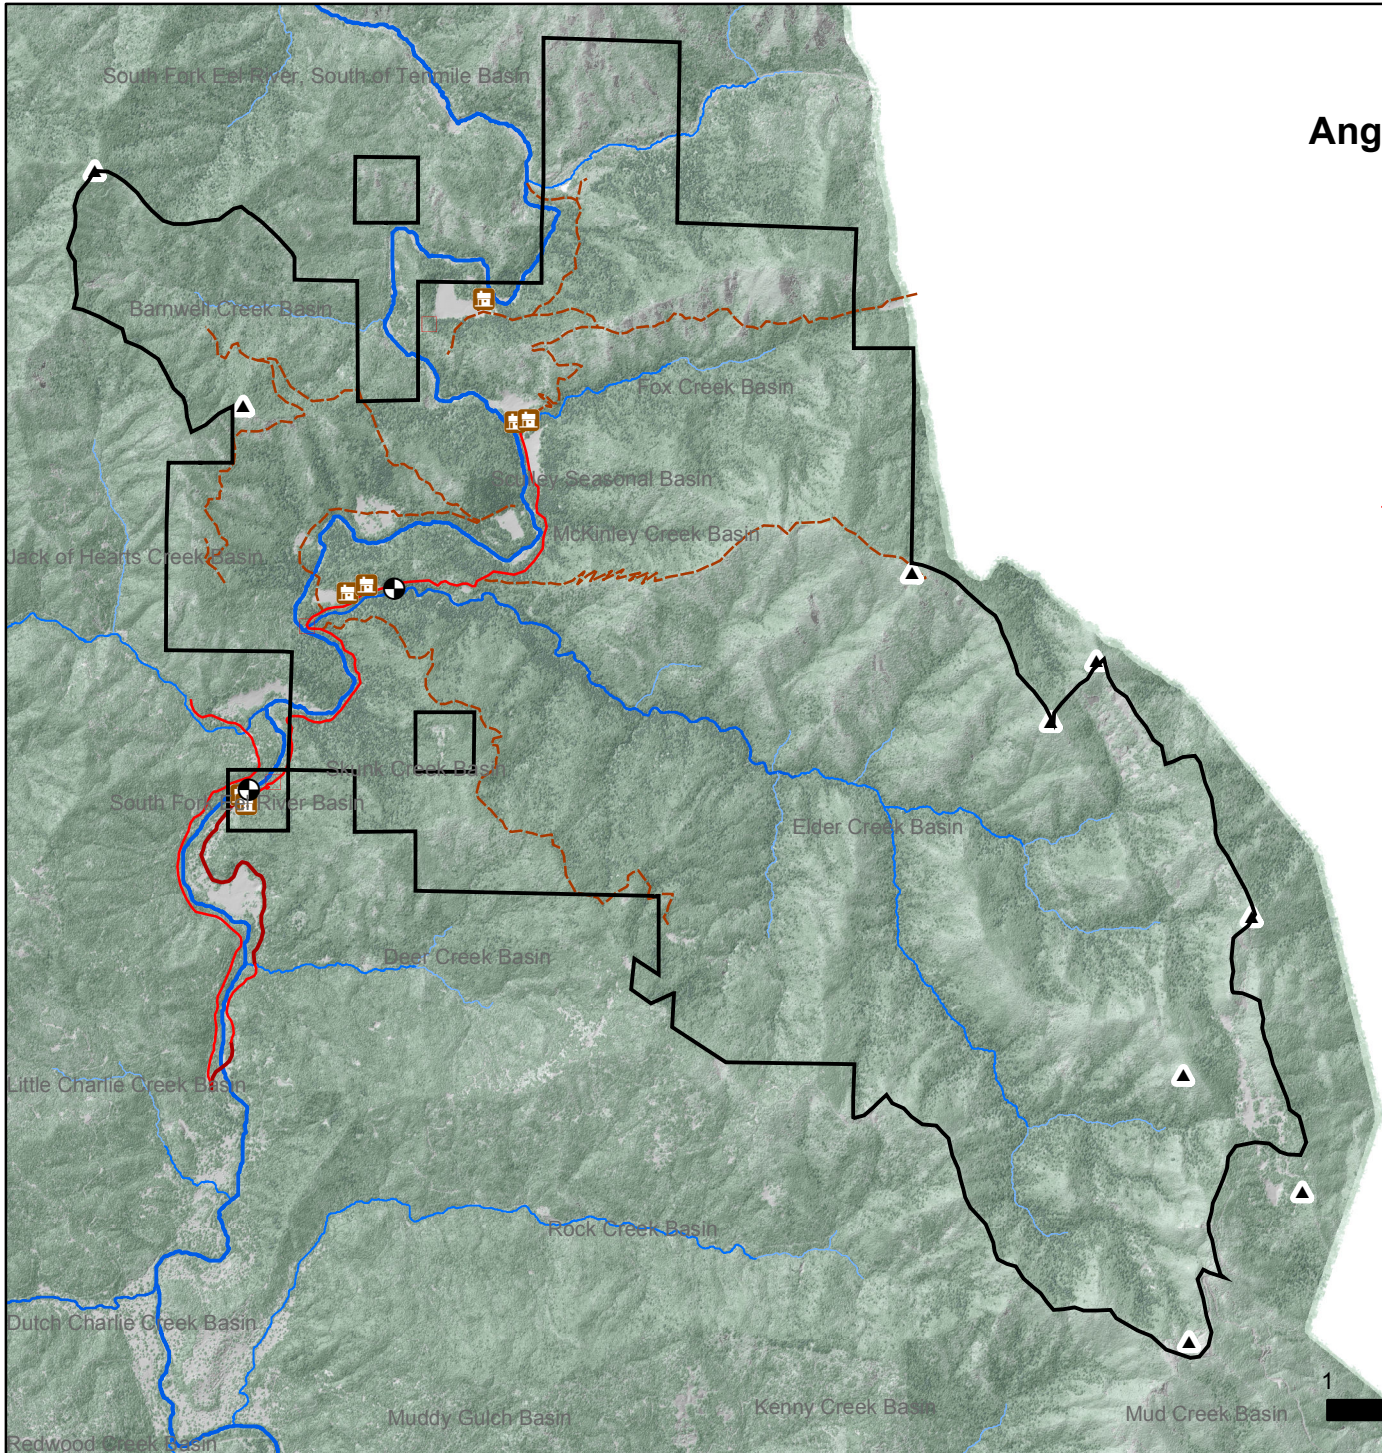 South Fork Eel River, South of Tenmile Basin
Ang
Barnwell Creek Basin
Fox Creek Basin
Seasonal Basin
McKinley Creek Basin
Jack of Hearts Creek Basin
Skunk Creek Basin
South Fork Eel River Basin
Elder Creek Basin
Deer Creek Basin
Little Charlie Creek Basin
Rock Creek Basin
Dutch Charlie Creek Basin
1
Kenny Creek Basin
Mud Creek Basin
Muddy Gulch Basin
Redwood Creek Basin